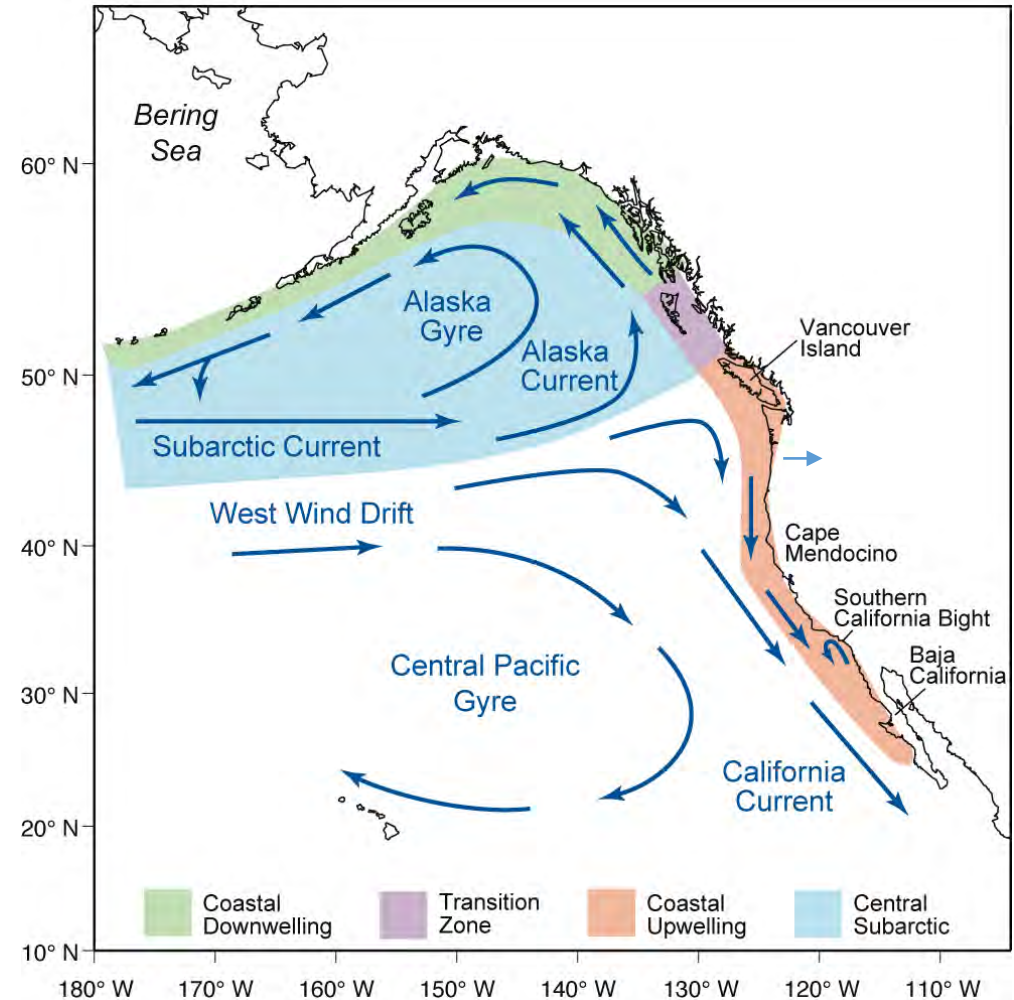 Bering
Sea
60° N
Alaska
Gyre
Vancouver
Island
Alaska
Current
50° N
Subarctic Current
West Wind Drift
Cape
Mendocino
40° N
Southern
California Bight
Baja
California
Central Pacific
Gyre
30° N
California
Current
20° N
Coastal
Downwelling
Transition
Zone
Coastal
Upwelling
Central
Subarctic
10° N
180° W
170° W
160° W
150° W
140° W
130° W
120° W
110° W